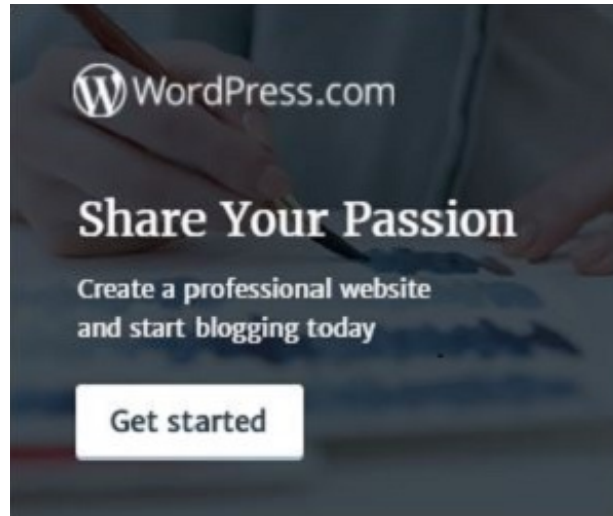 WordPress.com
Share Your Passion
Create a professional website
and start blogging today
Get started